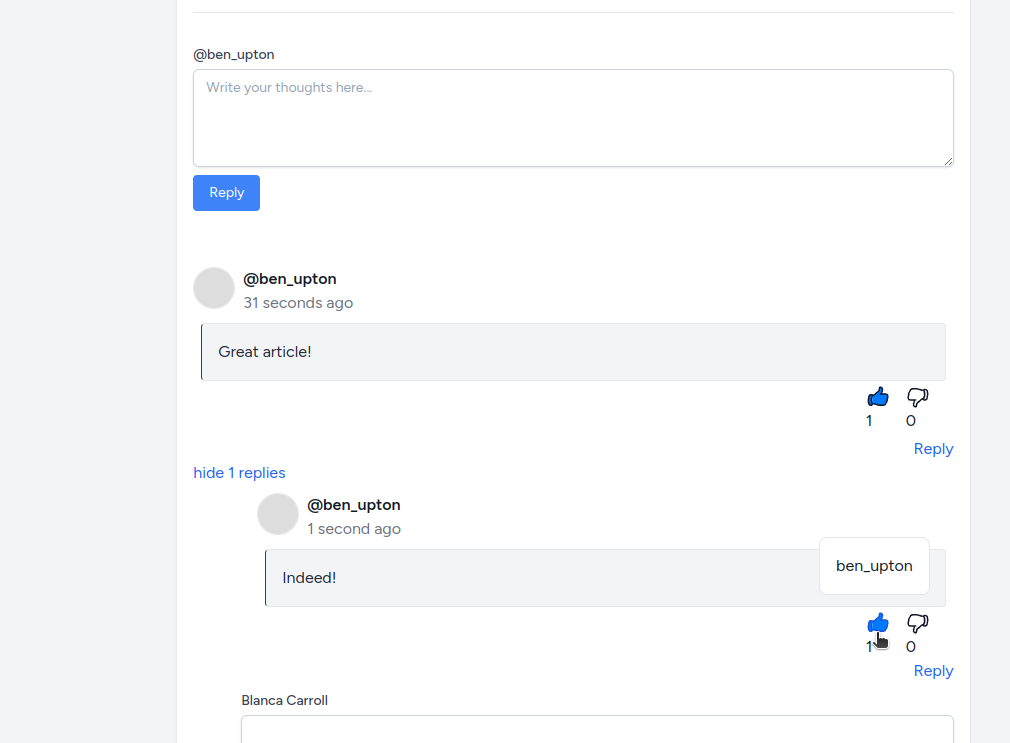 @ben_upton
Write your thoughts here...
Reply
@ben_upton
31 seconds ago
Great article!
1 0
Reply
hide 1 replies
@ben_upton
1 second ago
ben_upton
Indeed!
1 0
Reply
Blanca Carroll